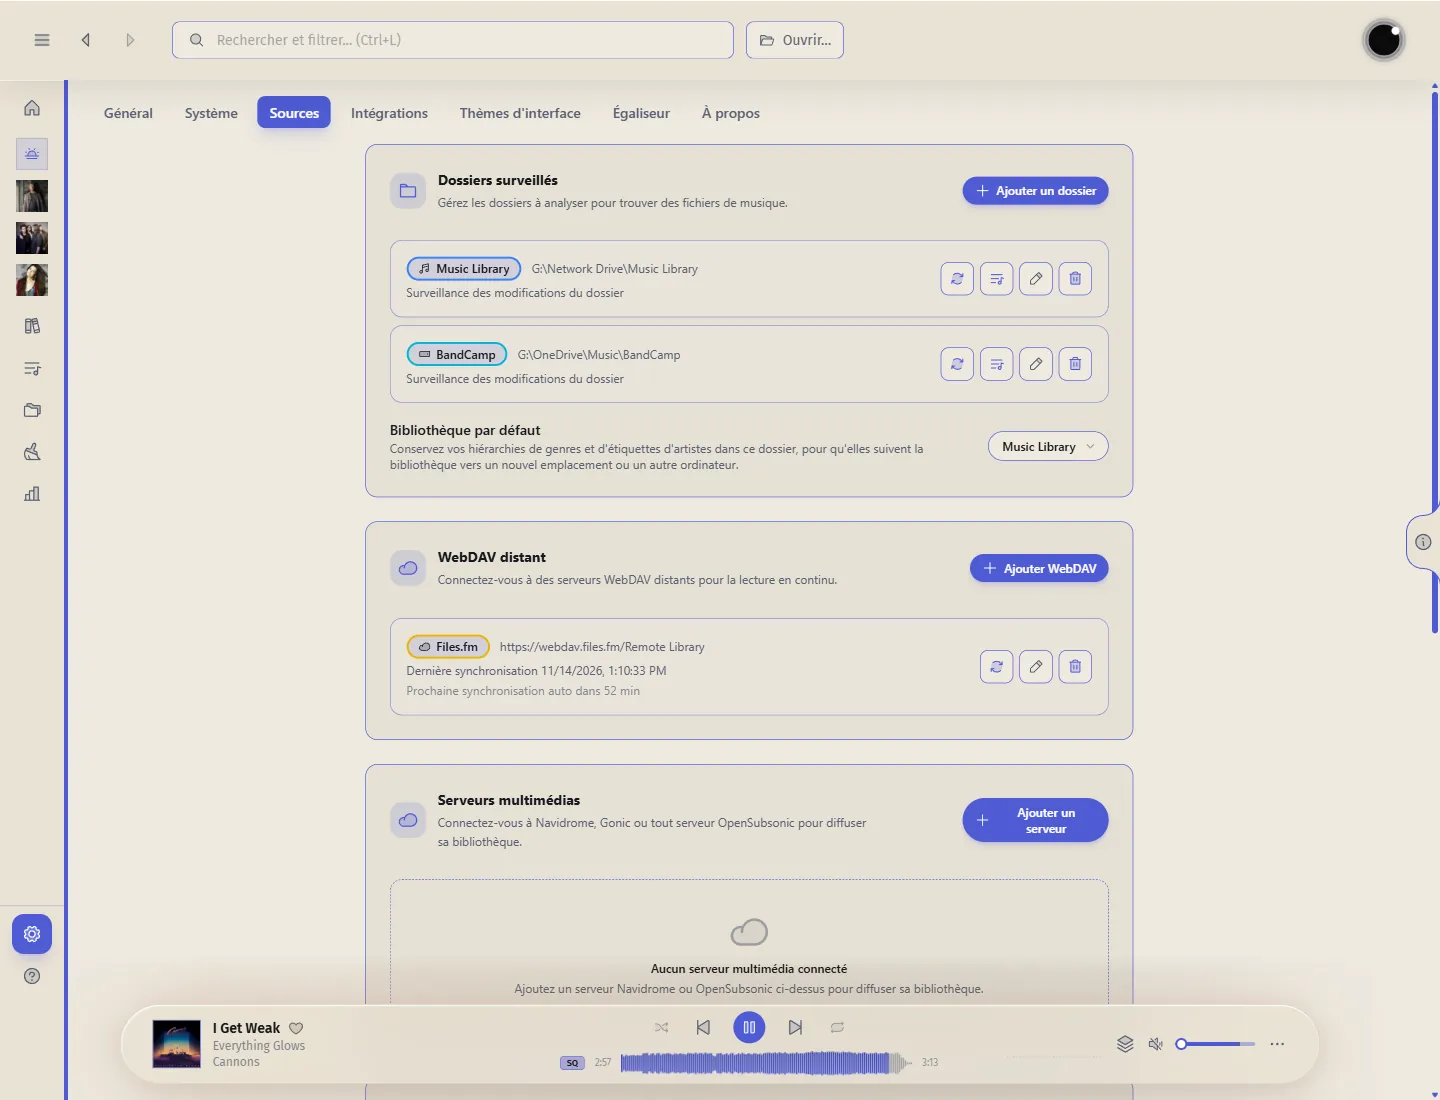 Rechercher et filtrer... (Ctrl+L)
Ouvrir...
Général
Système
Sources
Intégrations
Thèmes d'interface
Égaliseur
À propos
Dossiers surveillés
Gérez les dossiers à analyser pour trouver des fichiers de musique.
Ajouter un dossier
Music Library
G:\Network Drive\Music Library
Surveillance des modifications du dossier
BandCamp
G:\OneDrive\Music\BandCamp
Surveillance des modifications du dossier
Bibliothèque par défaut
Conservez vos hiérarchies de genres et d'étiquettes d'artistes dans ce dossier, pour qu'elles suivent la
bibliothèque vers un nouvel emplacement ou un autre ordinateur.
Music Library
WebDAV distant
Connectez-vous à des serveurs WebDAV distants pour la lecture en continu.
Ajouter WebDAV
Files.fm
https://webdav.files.fm/Remote Library
Dernière synchronisation 11/14/2026, 1:10:33 PM
Prochaine synchronisation auto dans 52 min
Serveurs multimédias
Connectez-vous à Navidrome, Gonic ou tout serveur OpenSubsonic pour diffuser
sa bibliothèque.
Ajouter un
serveur
Aucun serveur multimédia connecté
Ajoutez un serveur Navidrome ou OpenSubsonic ci-dessus pour diffuser sa bibliothèque.
I Get Weak
Everything Glows
Cannons
SQ
2:57
3:13